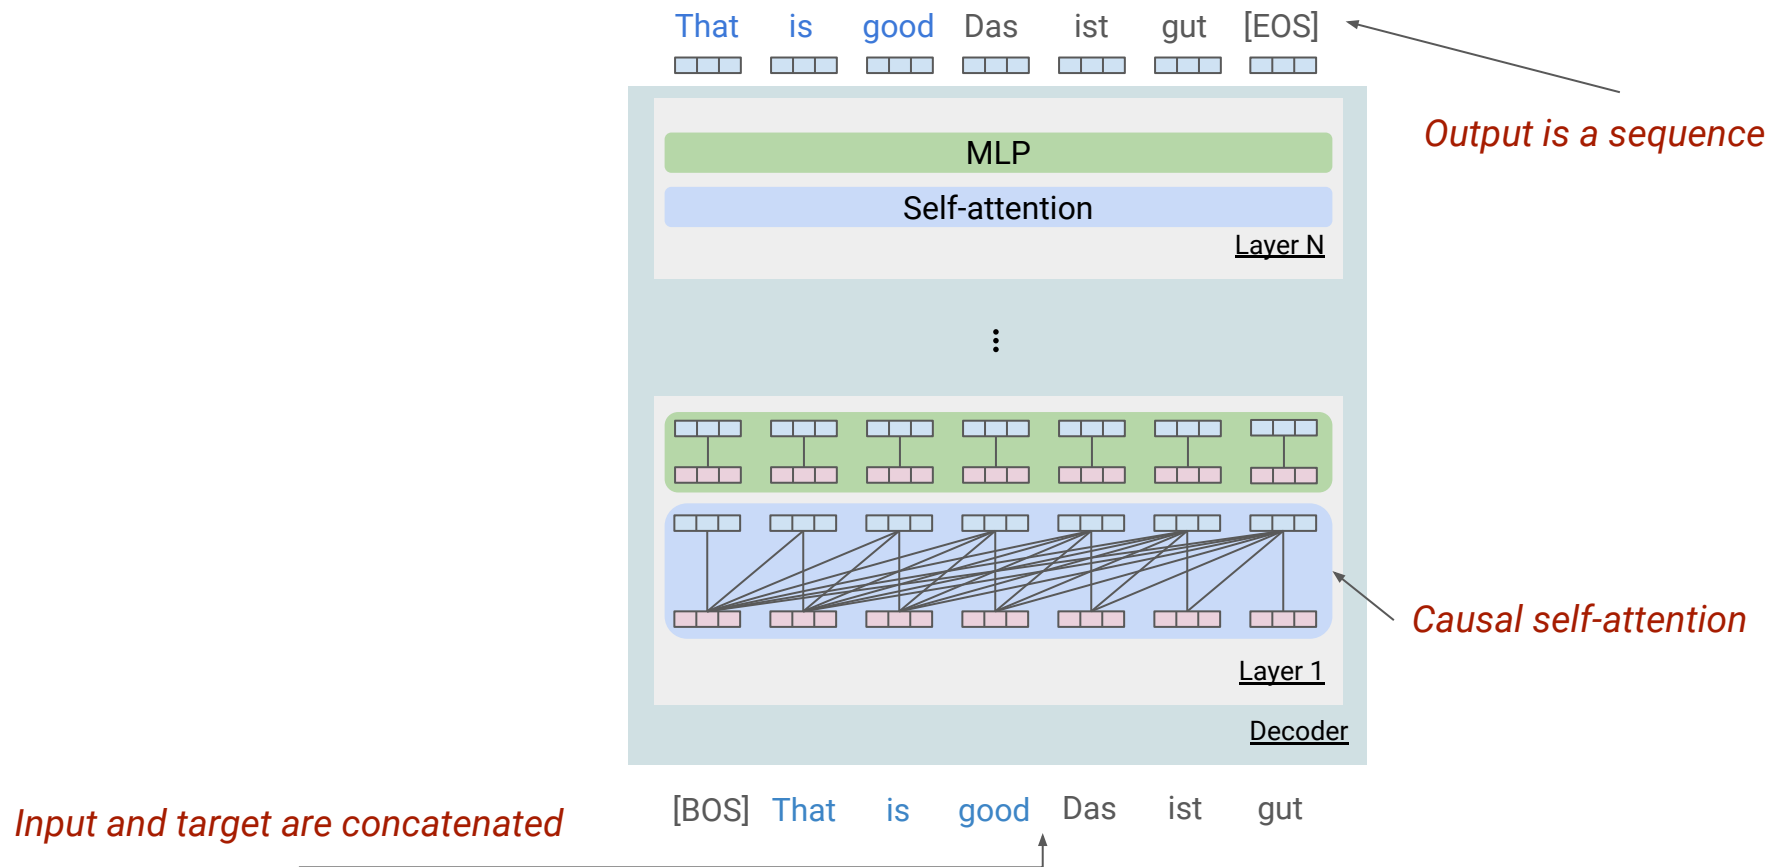 That is good Das ist gut [EOS]
Output is a sequence
MLP
Self-attention
Layer N
Causal self-attention
Layer 1
Decoder
[BOS] That is good Das ist gut
Input and target are concatenated